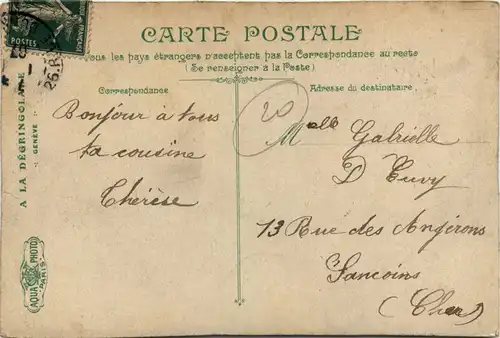 CARTE POSTALE
Tous les pays étrangers n'acceptent pas la Correspondance au recto
(Se renseigner à la Poste)
Correspondance
Adresse du destinataire
POSTES
A LA DÉGRINGOLADE
GENÈVE
AQUA PHOTO
PARIS
20
Bonjour à tous
ta cousine
Thérèse
Melle Gabrielle
D
13 Rue des
Sancoins
(Cher)